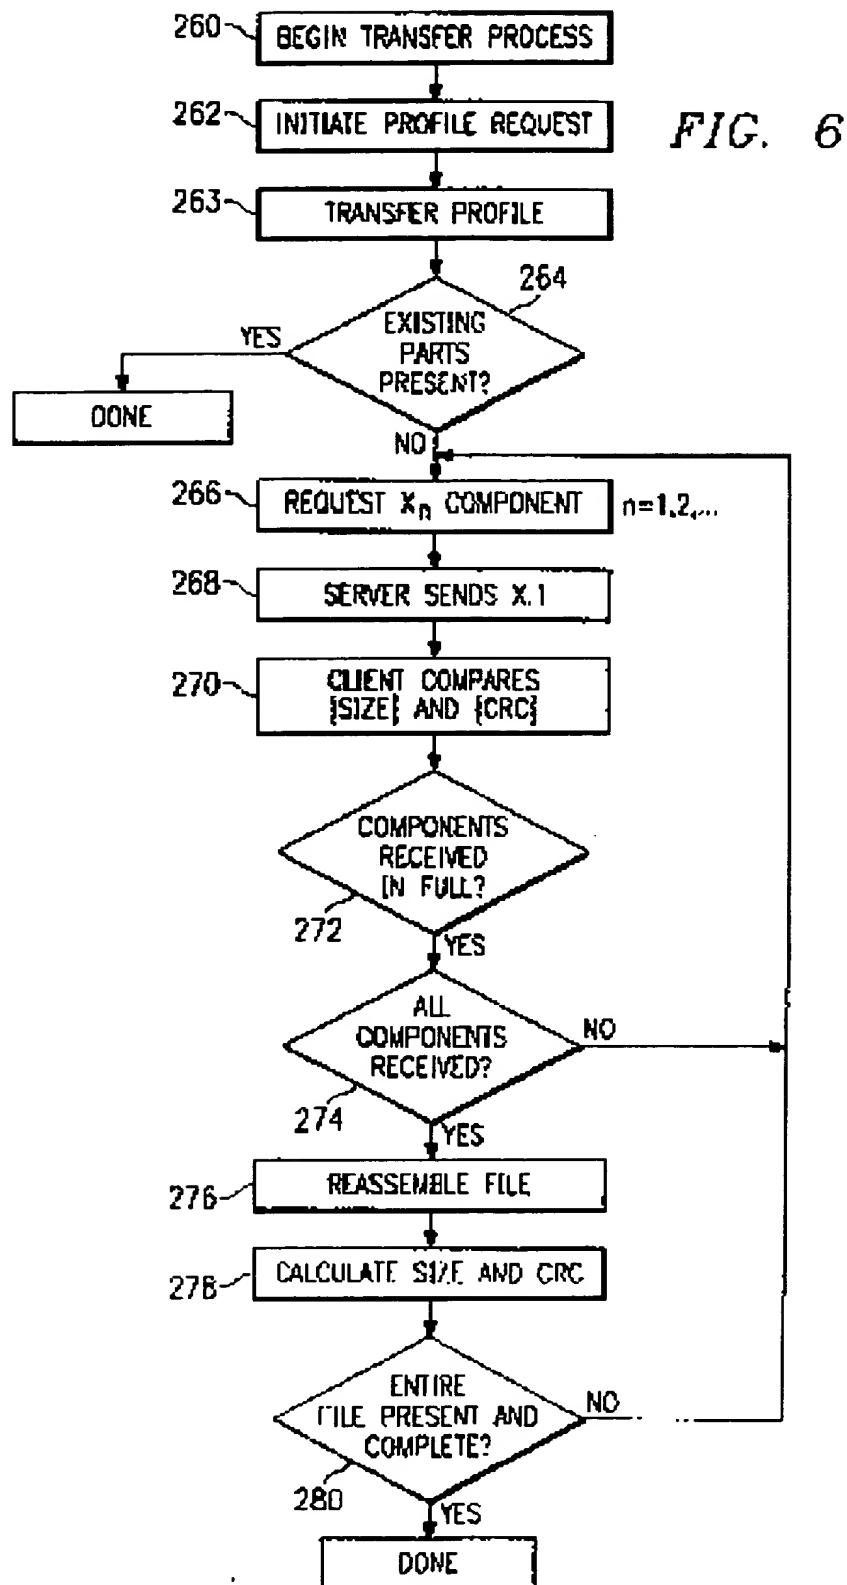 260
BEGIN TRANSFER PROCESS
262
INITIATE PROFILE REQUEST
FIG. 6
263
TRANSFER PROFILE
264
EXISTING
PARTS
PRESENT?
YES
DONE
NO
266
REQUEST Xn COMPONENT
n=1,2,...
268
SERVER SENDS X.1
270
CLIENT COMPARES
{SIZE} AND {CRC}
COMPONENTS
RECEIVED
IN FULL?
272
YES
ALL
COMPONENTS
RECEIVED?
NO
274
YES
276
REASSEMBLE FILE
278
CALCULATE SIZE AND CRC
ENTIRE
FILE PRESENT AND
COMPLETE?
NO
280
YES
DONE